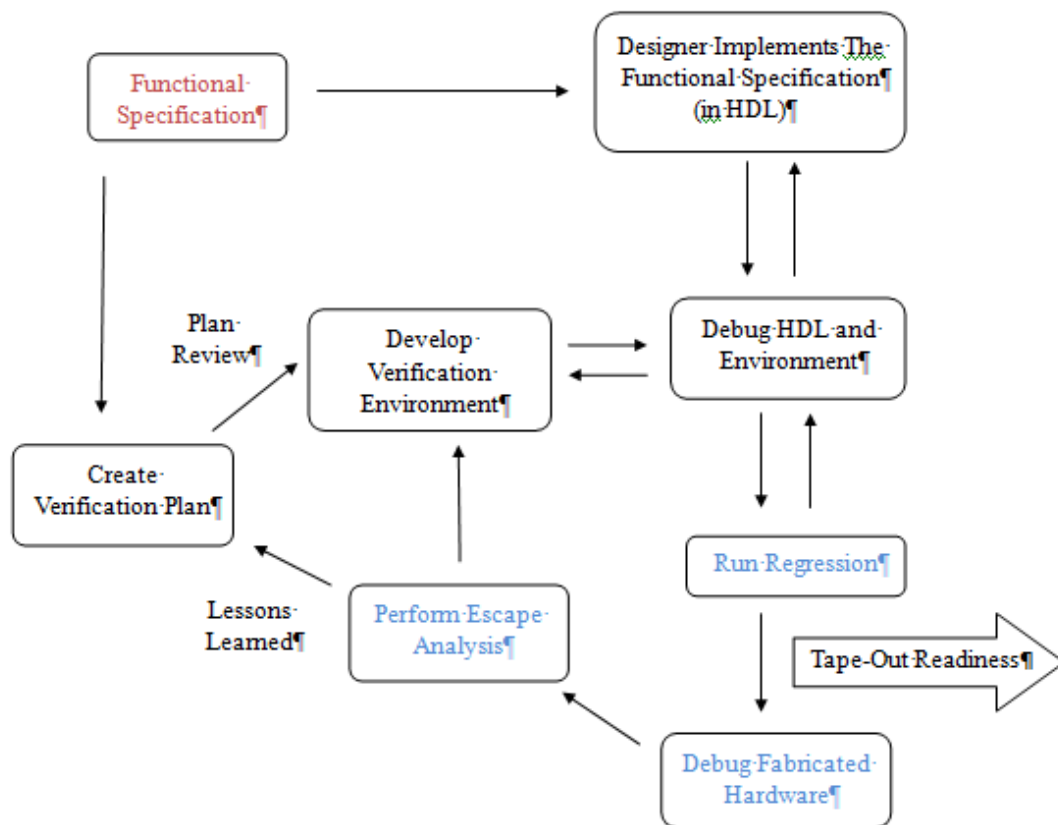 Functional·
Specification¶
Designer·Implements·The·
Functional·Specification¶
(in·HDL)¶
Plan·
Review¶
Develop·
Verification·
Environment¶
Debug·HDL·and·
Environment¶
Create·
Verification·Plan¶
Run·Regression¶
Lessons·
Learned¶
Perform·Escape·
Analysis¶
Tape-Out·Readiness¶
Debug·Fabricated·
Hardware¶